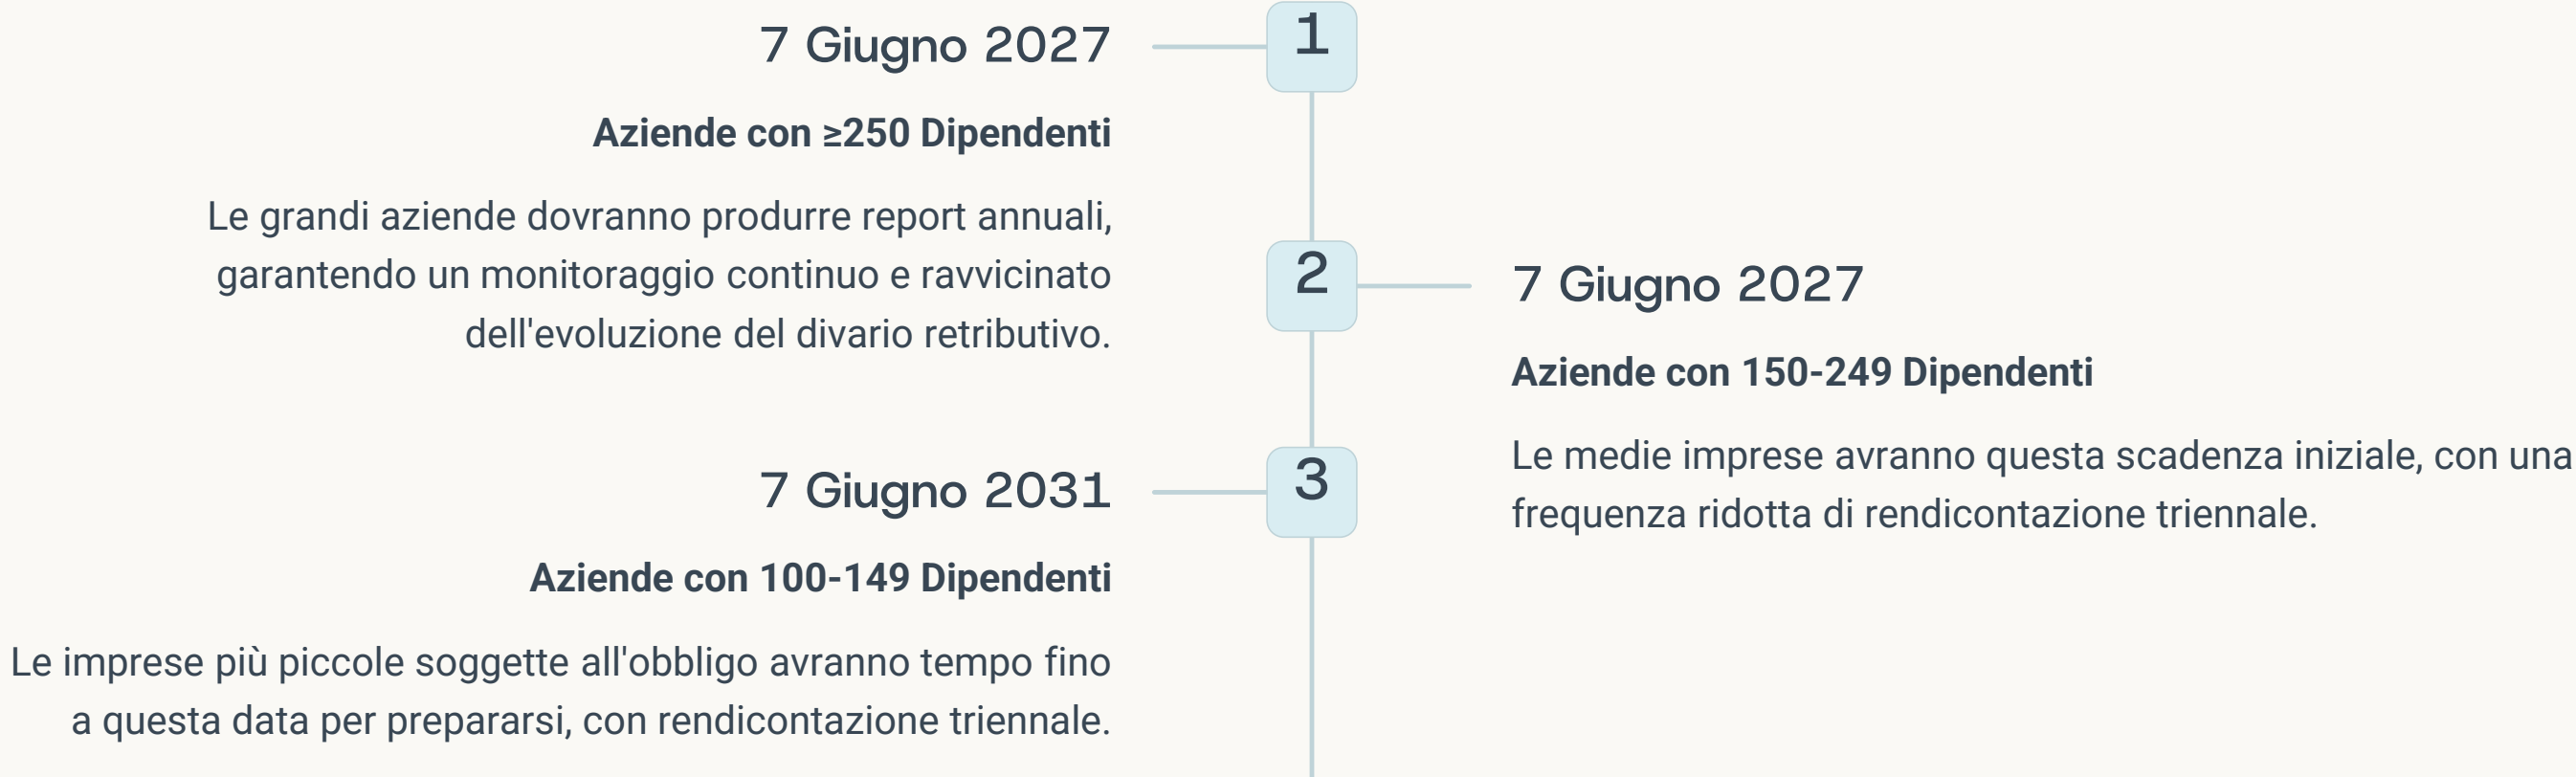 1
7 Giugno 2027
Aziende con ≥250 Dipendenti
Le grandi aziende dovranno produrre report annuali,
garantendo un monitoraggio continuo e ravvicinato
dell'evoluzione del divario retributivo.
2
7 Giugno 2027
Aziende con 150-249 Dipendenti
Le medie imprese avranno questa scadenza iniziale, con una
frequenza ridotta di rendicontazione triennale.
3
7 Giugno 2031
Aziende con 100-149 Dipendenti
Le imprese più piccole soggette all'obbligo avranno tempo fino
a questa data per prepararsi, con rendicontazione triennale.